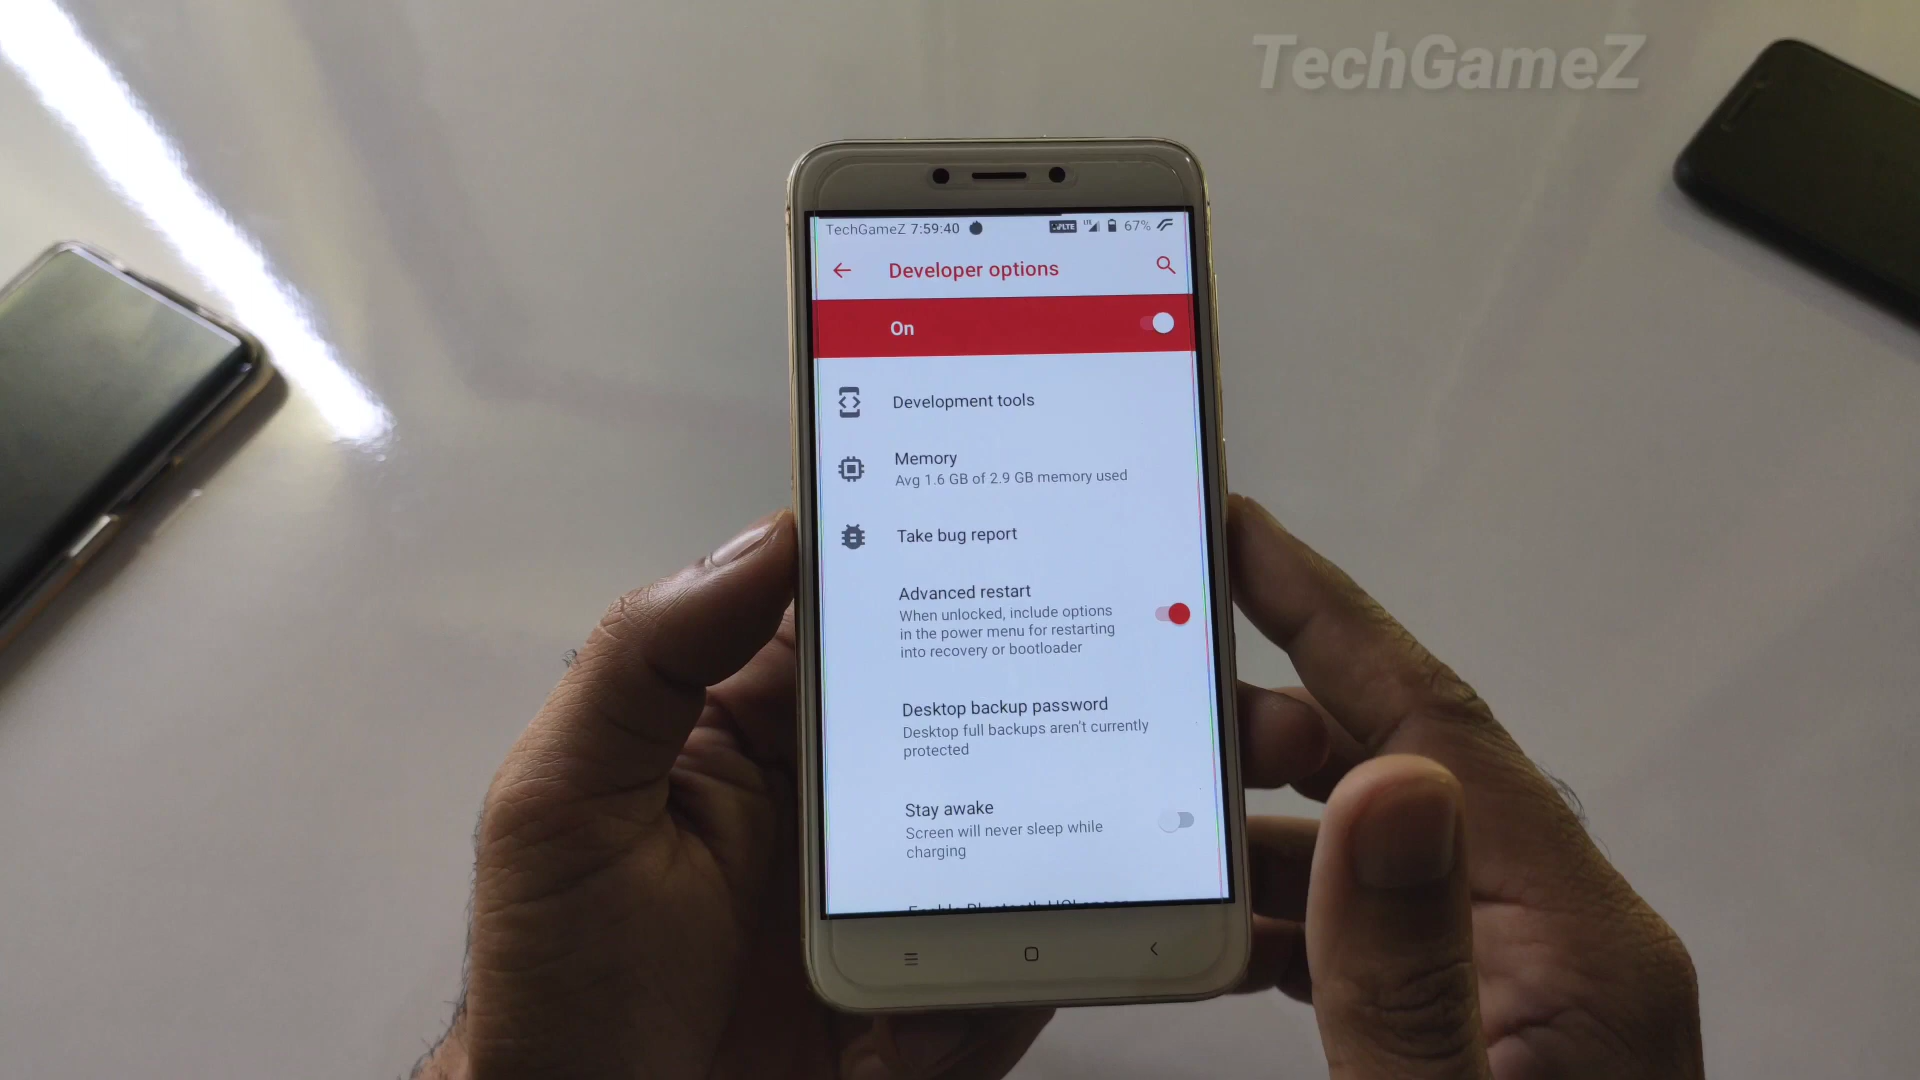 TechGameZ
TechGameZ 7:59:40
67%
Developer options
On
Development tools
Memory
Avg 1.6 GB of 2.9 GB memory used
Take bug report
Advanced restart
When unlocked, include options
in the power menu for restarting
into recovery or bootloader
Desktop backup password
Desktop full backups aren't currently
protected
Stay awake
Screen will never sleep while
charging